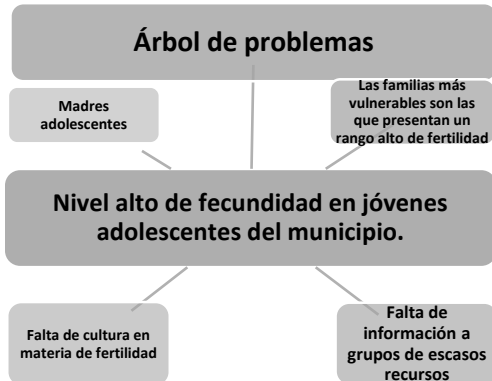 Árbol de problemas
Madres
adolescentes
Las familias más
vulnerables son las
que presentan un
rango alto de fertilidad
Nivel alto de fecundidad en jóvenes
adolescentes del municipio.
Falta de cultura en
materia de fertilidad
Falta de
información a
grupos de escasos
recursos